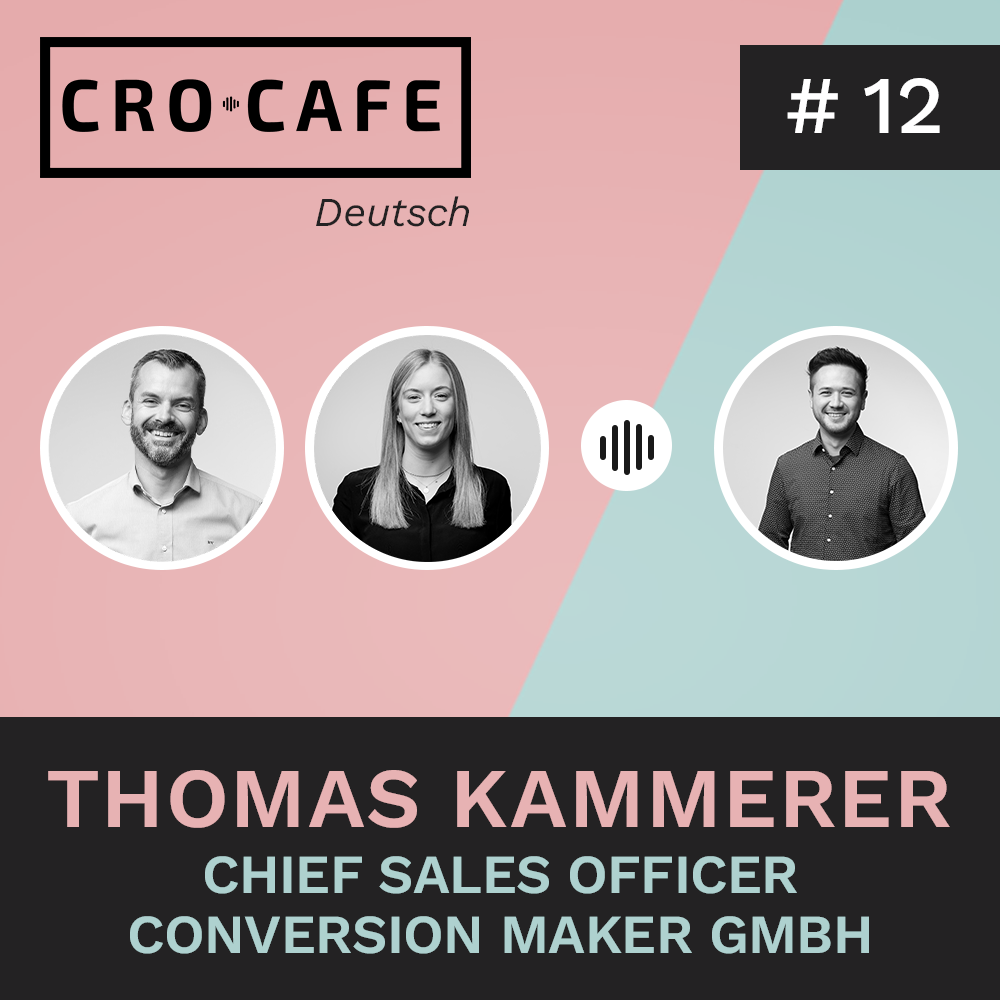 CRO CAFE
# 12
Deutsch
THOMAS KAMMERER
CHIEF SALES OFFICER
CONVERSION MAKER GMBH